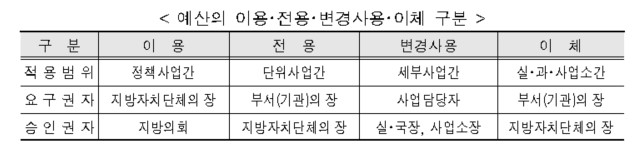 < 예산의 이용·전용·변경사용·이체 구분 >
구 분 이 용 전 용 변경사용 이 체
적 용 범 위 정책사업간 단위사업간 세부사업간 실·과·사업소간
요 구 권 자 지방자치단체의 장 부서(기관)의 장 사업담당자 부서(기관)의 장
승 인 권 자 지방의회 지방자치단체의 장 실·국장, 사업소장 지방자치단체의 장